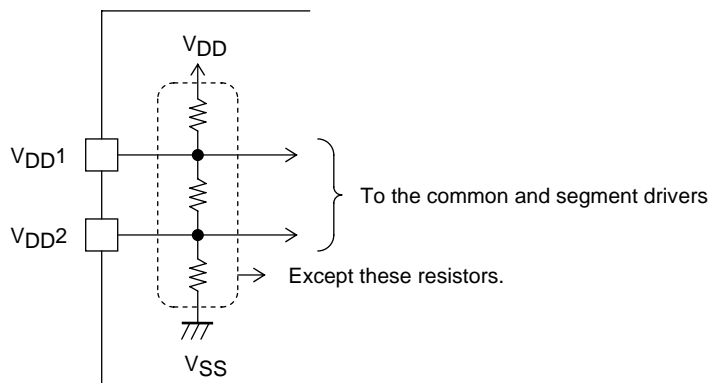 VDD
VDD1
To the common and segment drivers
VDD2
Except these resistors.
VSS